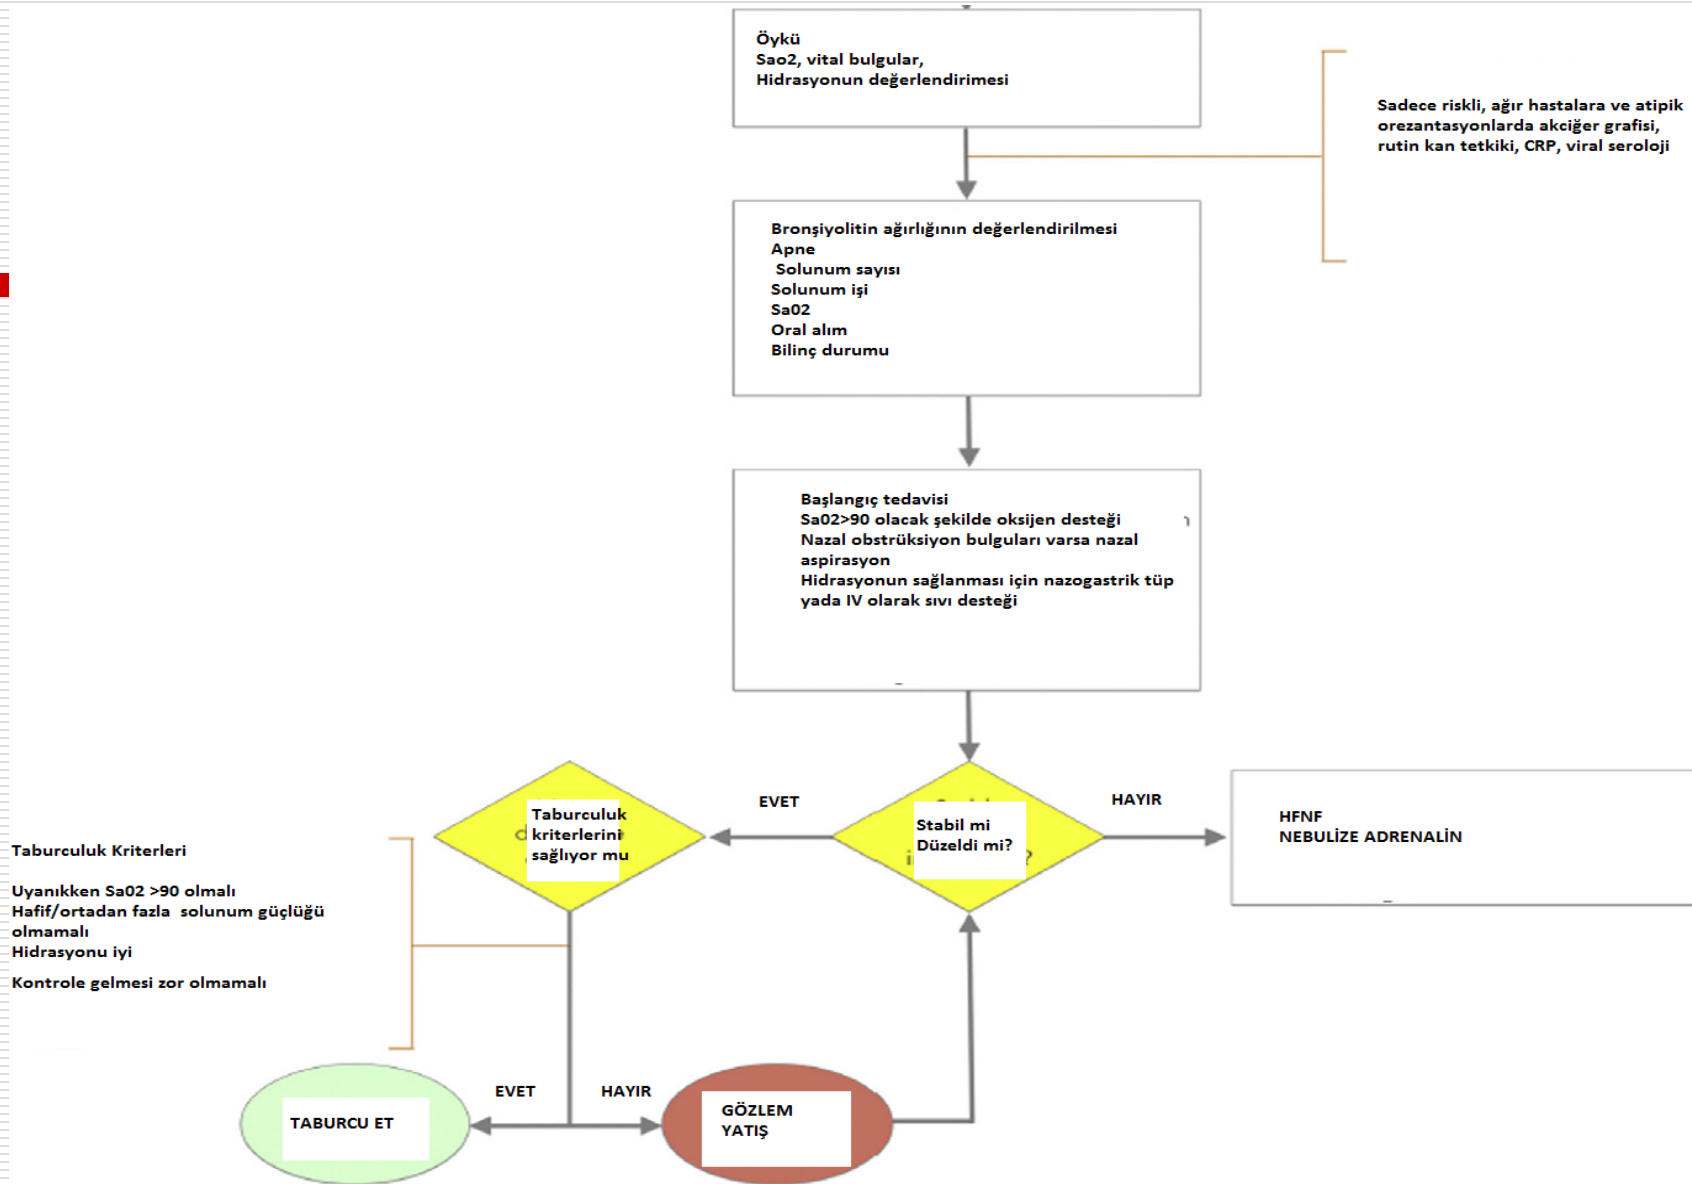 Öykü
Sao2, vital bulgular,
Hidrasyonun değerlendirimesi
Sadece riskli, ağır hastalara ve atipik
orezantasyonlarda akciğer grafisi,
rutin kan tetkiki, CRP, viral seroloji
Bronşiyolitin ağırlığının değerlendirilmesi
Apne
Solunum sayısı
Solunum işi
Sa02
Oral alım
Bilinç durumu
Başlangıç tedavisi
Sa02>90 olacak şekilde oksijen desteği
Nazal obstrüksiyon bulguları varsa nazal
aspirasyon
Hidrasyonun sağlanması için nazogastrik tüp
yada IV olarak sıvı desteği
Taburculuk
kriterlerini
sağlıyor mu
EVET
Stabil mi
Düzeldi mi?
HAYIR
HFNF
NEBULİZE ADRENALİN
Taburculuk Kriterleri
Uyanıkken Sa02 >90 olmalı
Hafif/ortadan fazla solunum güçlüğü
olmamalı
Hidrasyonu iyi
Kontrole gelmesi zor olmamalı
EVET
HAYIR
TABURCU ET
GÖZLEM
YATIŞ